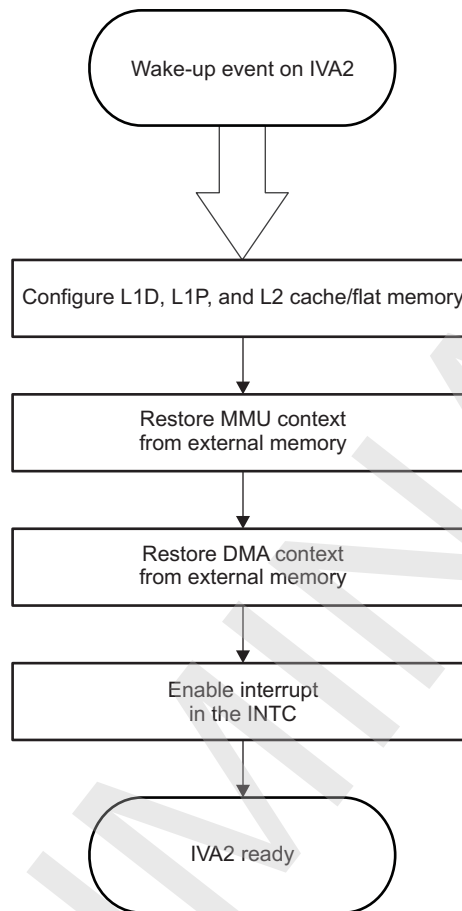 Wake-up event on IVA2
Configure L1D, L1P, and L2 cache/flat memory
Restore MMU context
from external memory
Restore DMA context
from external memory
Enable interrupt
in the INTC
IVA2 ready